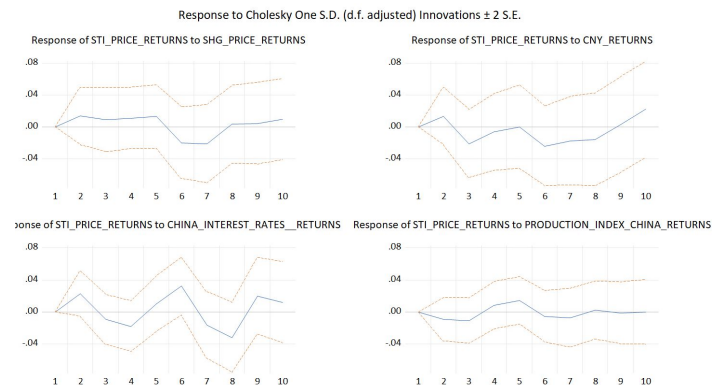 Response to Cholesky One S.D. (d.f. adjusted) Innovations ± 2 S.E.
Response of STI_PRICE_RETURNS to SHG_PRICE_RETURNS
.08
.04
.00
-.04
1 2 3 4 5 6 7 8 9 10
Response of STI_PRICE_RETURNS to CNY_RETURNS
.08
.04
.00
-.04
1 2 3 4 5 6 7 8 9 10
onse of STI_PRICE_RETURNS to CHINA_INTEREST_RATES__RETURNS
.08
.04
.00
-.04
1 2 3 4 5 6 7 8 9 10
Response of STI_PRICE_RETURNS to PRODUCTION_INDEX_CHINA_RETURNS
.08
.04
.00
-.04
1 2 3 4 5 6 7 8 9 10